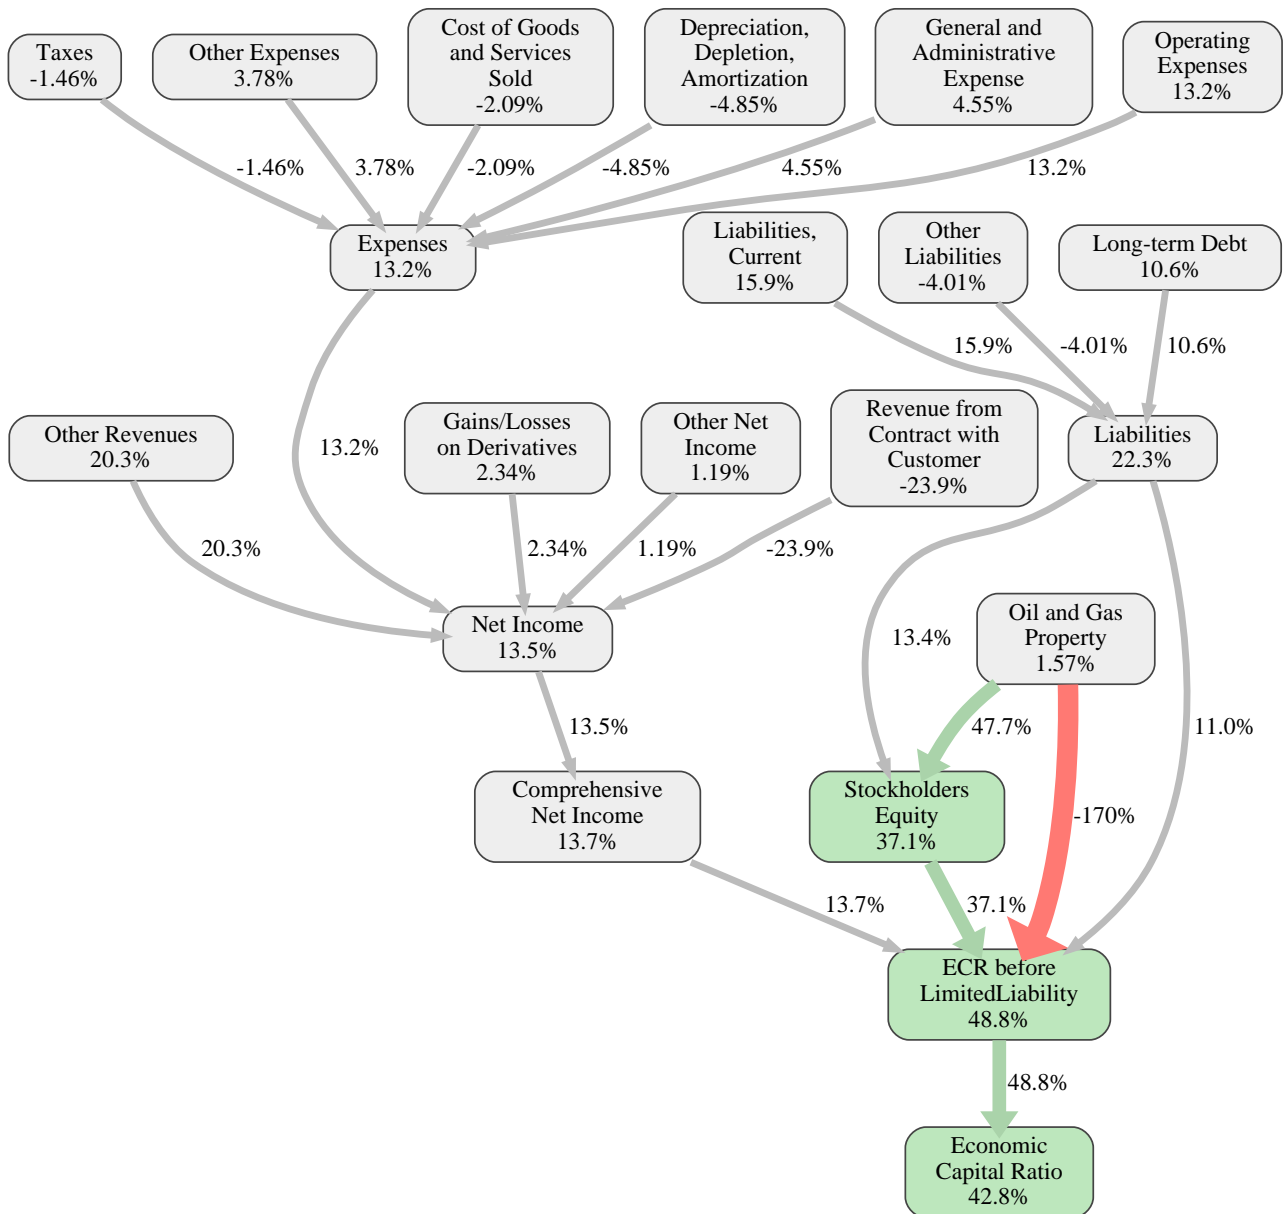 Taxes
-1.46%
Other Expenses
3.78%
Cost of Goods
and Services
Sold
-2.09%
Depreciation,
Depletion,
Amortization
-4.85%
General and
Administrative
Expense
4.55%
Operating
Expenses
13.2%
-1.46%
3.78%
-2.09%
-4.85%
4.55%
13.2%
Expenses
13.2%
Liabilities,
Current
15.9%
Other
Liabilities
-4.01%
Long-term Debt
10.6%
15.9%
-4.01%
10.6%
Other Revenues
20.3%
13.2%
Gains/Losses
on Derivatives
2.34%
Other Net
Income
1.19%
Revenue from
Contract with
Customer
-23.9%
Liabilities
22.3%
20.3%
2.34%
1.19%
-23.9%
Net Income
13.5%
13.4%
Oil and Gas
Property
1.57%
13.5%
47.7%
11.0%
Comprehensive
Net Income
13.7%
Stockholders
Equity
37.1%
-170%
13.7%
37.1%
ECR before
LimitedLiability
48.8%
48.8%
Economic
Capital Ratio
42.8%